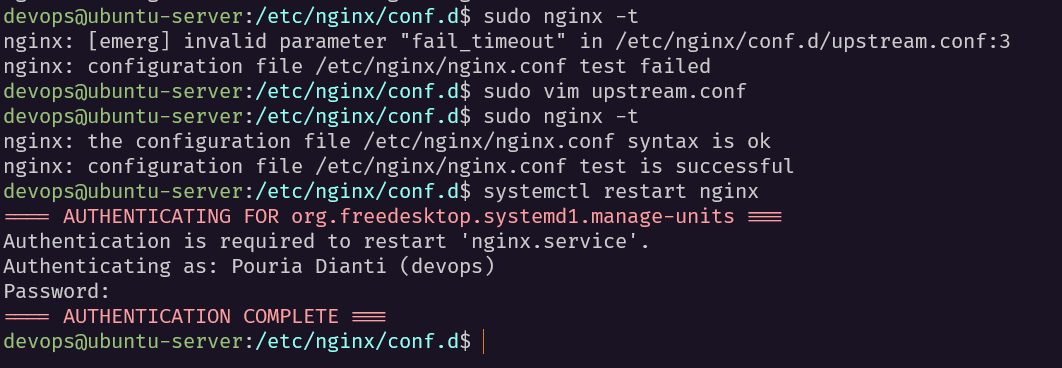 devops@ubuntu-server:/etc/nginx/conf.d$ sudo nginx -t
nginx: [emerg] invalid parameter "fail_timeout" in /etc/nginx/conf.d/upstream.conf:3
nginx: configuration file /etc/nginx/nginx.conf test failed
devops@ubuntu-server:/etc/nginx/conf.d$ sudo vim upstream.conf
devops@ubuntu-server:/etc/nginx/conf.d$ sudo nginx -t
nginx: the configuration file /etc/nginx/nginx.conf syntax is ok
nginx: configuration file /etc/nginx/nginx.conf test is successful
devops@ubuntu-server:/etc/nginx/conf.d$ systemctl restart nginx
==== AUTHENTICATING FOR org.freedesktop.systemd1.manage-units ===
Authentication is required to restart 'nginx.service'.
Authenticating as: Pouria Dianti (devops)
Password:
==== AUTHENTICATION COMPLETE ===
devops@ubuntu-server:/etc/nginx/conf.d$